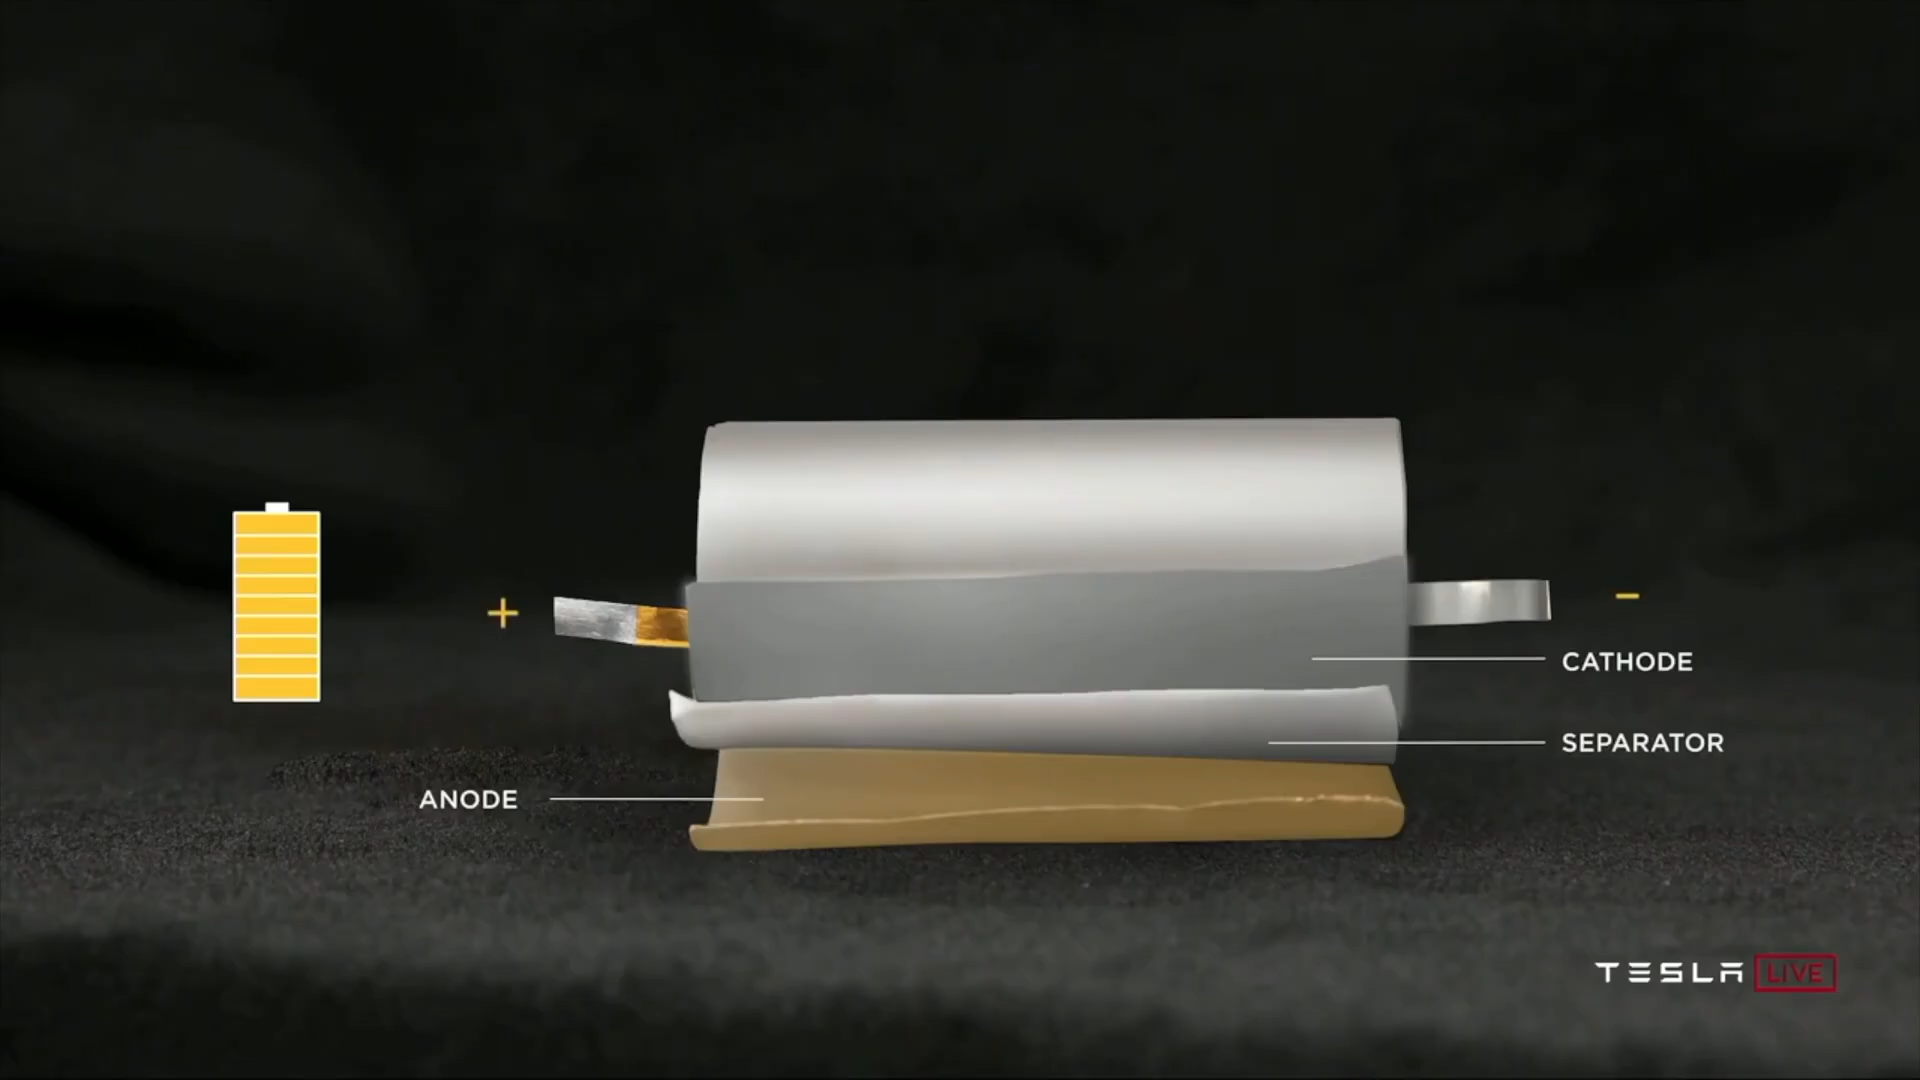 +
−
CATHODE
SEPARATOR
ANODE
TESLA LIVE